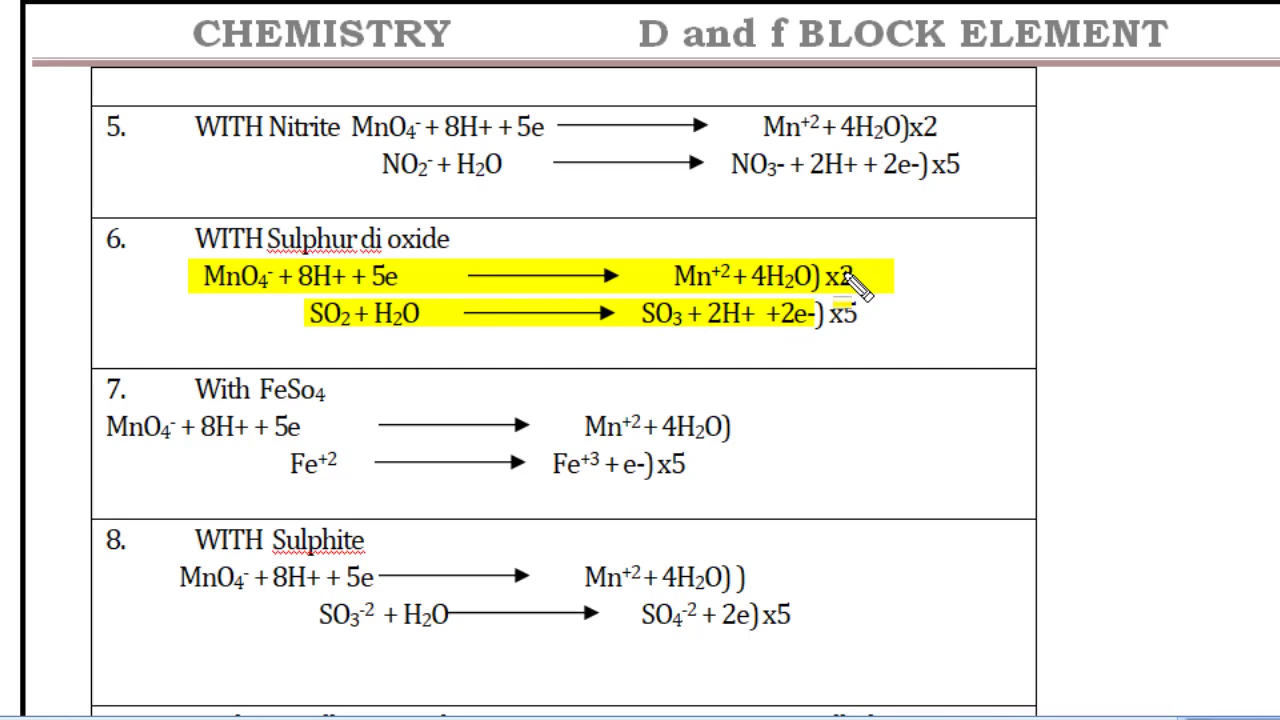 CHEMISTRY D and f BLOCK ELEMENT
5. WITH Nitrite MnO₄⁻ + 8H+ + 5e ⟶ Mn⁺² + 4H₂O)x2
NO₂⁻ + H₂O ⟶ NO₃- + 2H+ + 2e-) x5
6. WITH Sulphur di oxide
MnO₄⁻ + 8H+ + 5e ⟶ Mn⁺² + 4H₂O) x2
SO₂ + H₂O ⟶ SO₃ + 2H+ +2e-) x5
7. With FeSo₄
MnO₄⁻ + 8H+ + 5e ⟶ Mn⁺² + 4H₂O)
Fe⁺² ⟶ Fe⁺³ + e-) x5
8. WITH Sulphite
MnO₄⁻ + 8H+ + 5e ⟶ Mn⁺² + 4H₂O) )
SO₃⁻² + H₂O ⟶ SO₄⁻² + 2e) x5